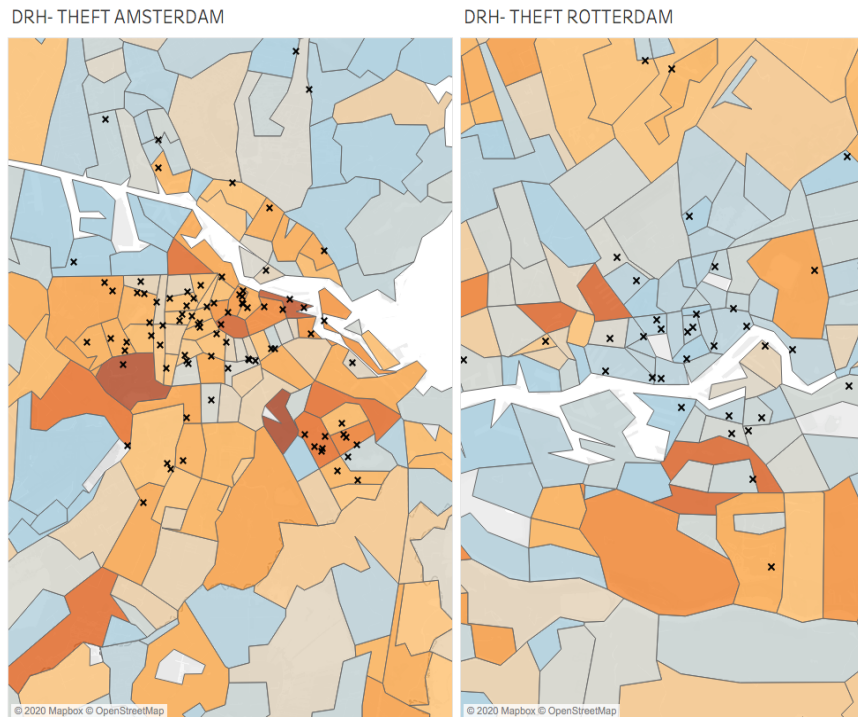 DRH- THEFT AMSTERDAM
DRH- THEFT ROTTERDAM
© 2020 Mapbox © OpenStreetMap
© 2020 Mapbox © OpenStreetMap